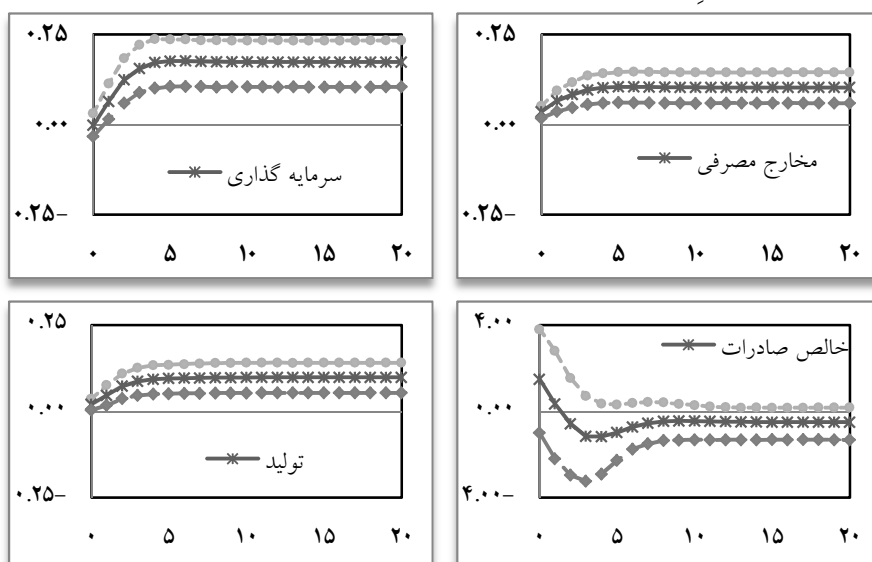 ۰.۲۵
۰.۰۰
۰.۲۵–
سرمایه گذاری
۰ ۵ ۱۰ ۱۵ ۲۰
۰.۲۵
۰.۰۰
۰.۲۵–
مخارج مصرفی
۰ ۵ ۱۰ ۱۵ ۲۰
۰.۲۵
۰.۰۰
۰.۲۵–
تولید
۰ ۵ ۱۰ ۱۵ ۲۰
۴.۰۰
۰.۰۰
۴.۰۰–
خالص صادرات
۰ ۵ ۱۰ ۱۵ ۲۰